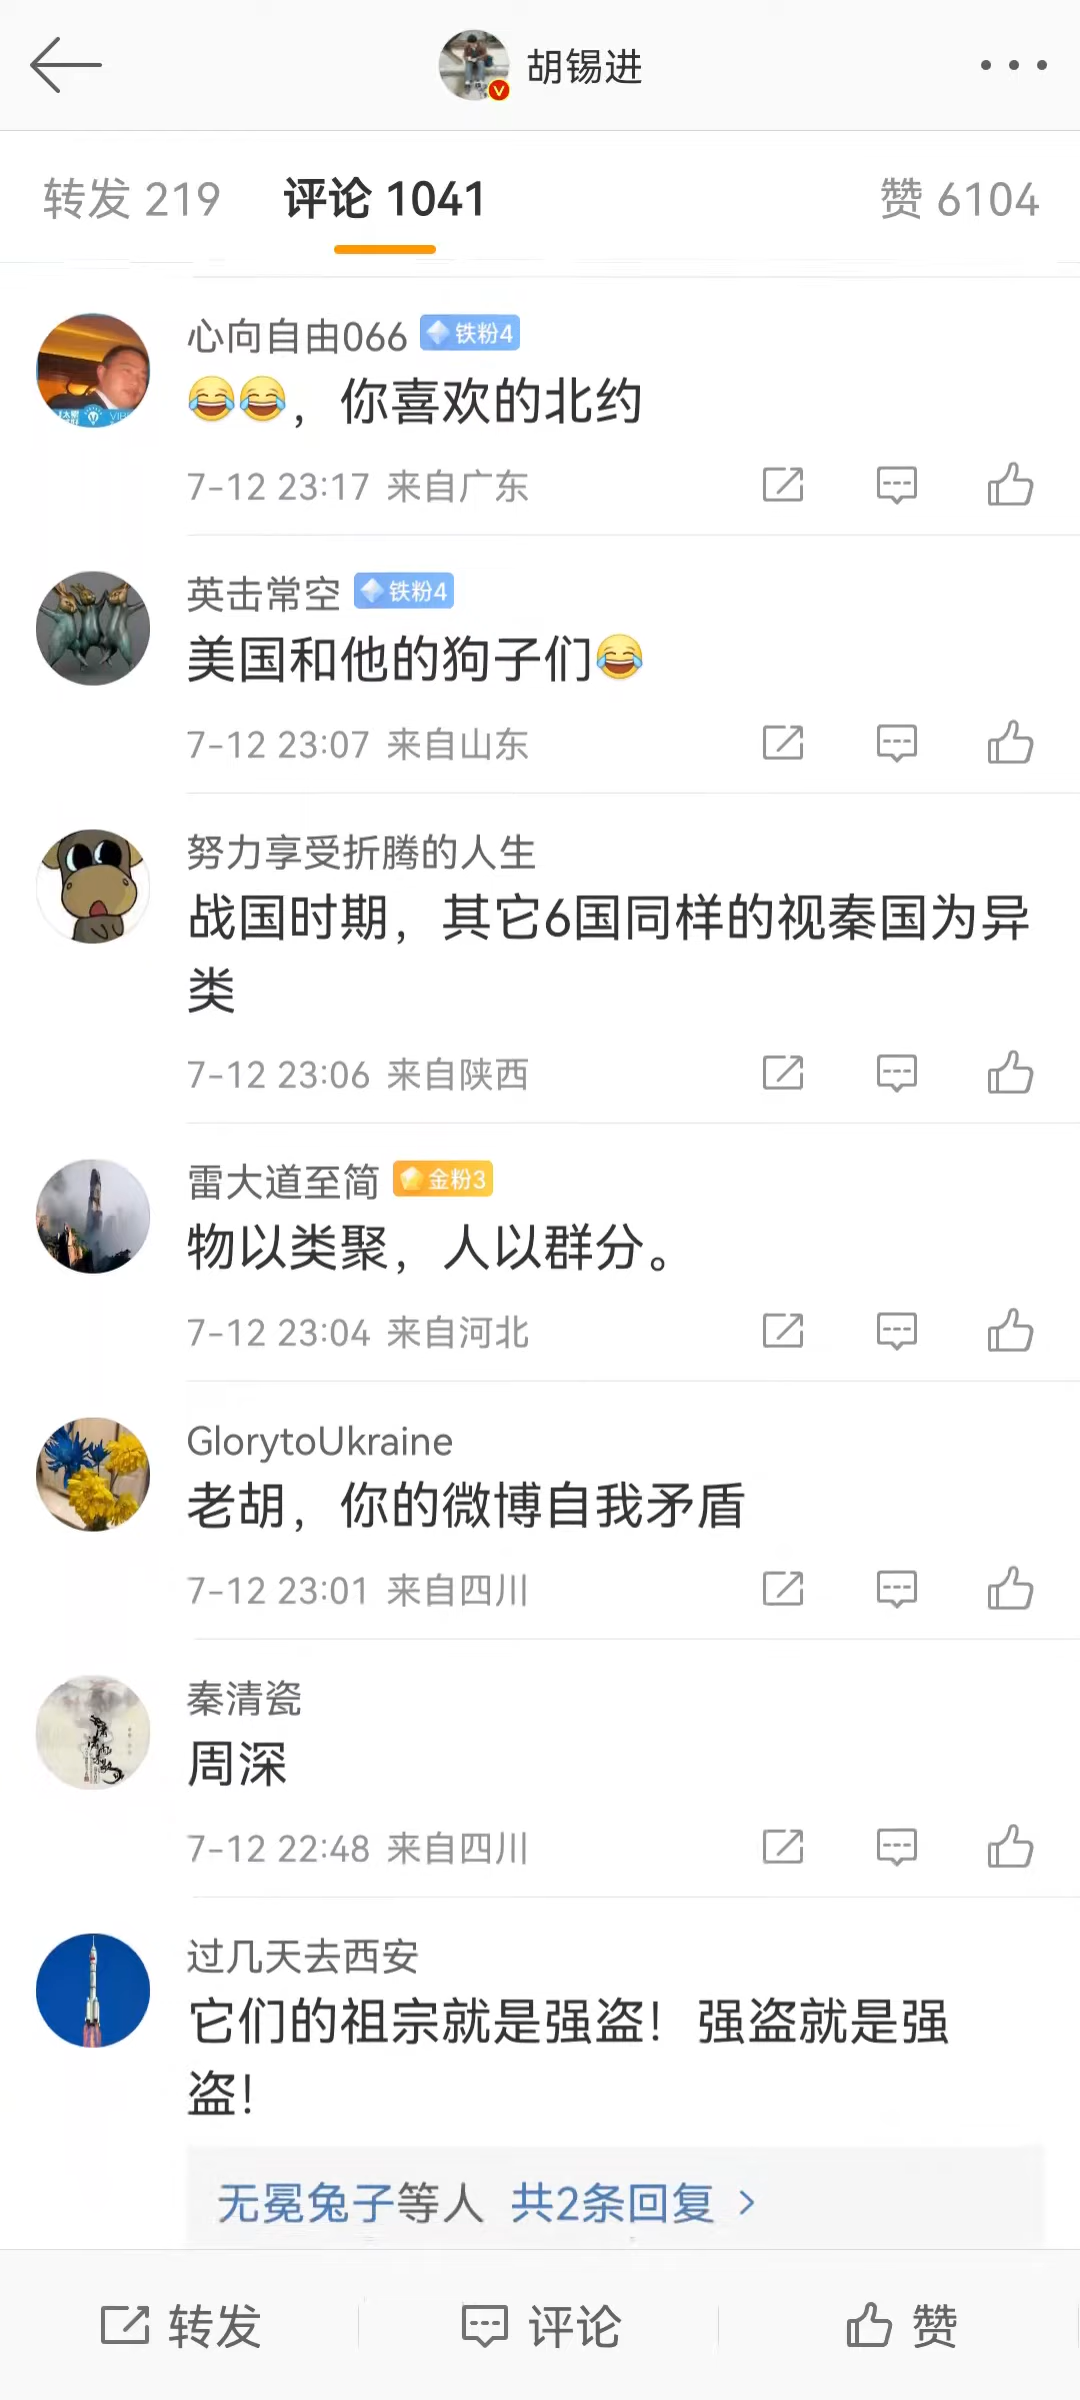 胡锡进
转发 219 评论 1041 赞 6104
心向自由066 铁粉4
😂😂，你喜欢的北约
7-12 23:17 来自广东
英击常空 铁粉4
美国和他的狗子们😂
7-12 23:07 来自山东
努力享受折腾的人生
战国时期，其它6国同样的视秦国为异
类
7-12 23:06 来自陕西
雷大道至简 金粉3
物以类聚，人以群分。
7-12 23:04 来自河北
GlorytoUkraine
老胡，你的微博自我矛盾
7-12 23:01 来自四川
秦清瓷
周深
7-12 22:48 来自四川
过几天去西安
它们的祖宗就是强盗！强盗就是强
盗！
无冕兔子等人 共2条回复 >
转发 评论 赞